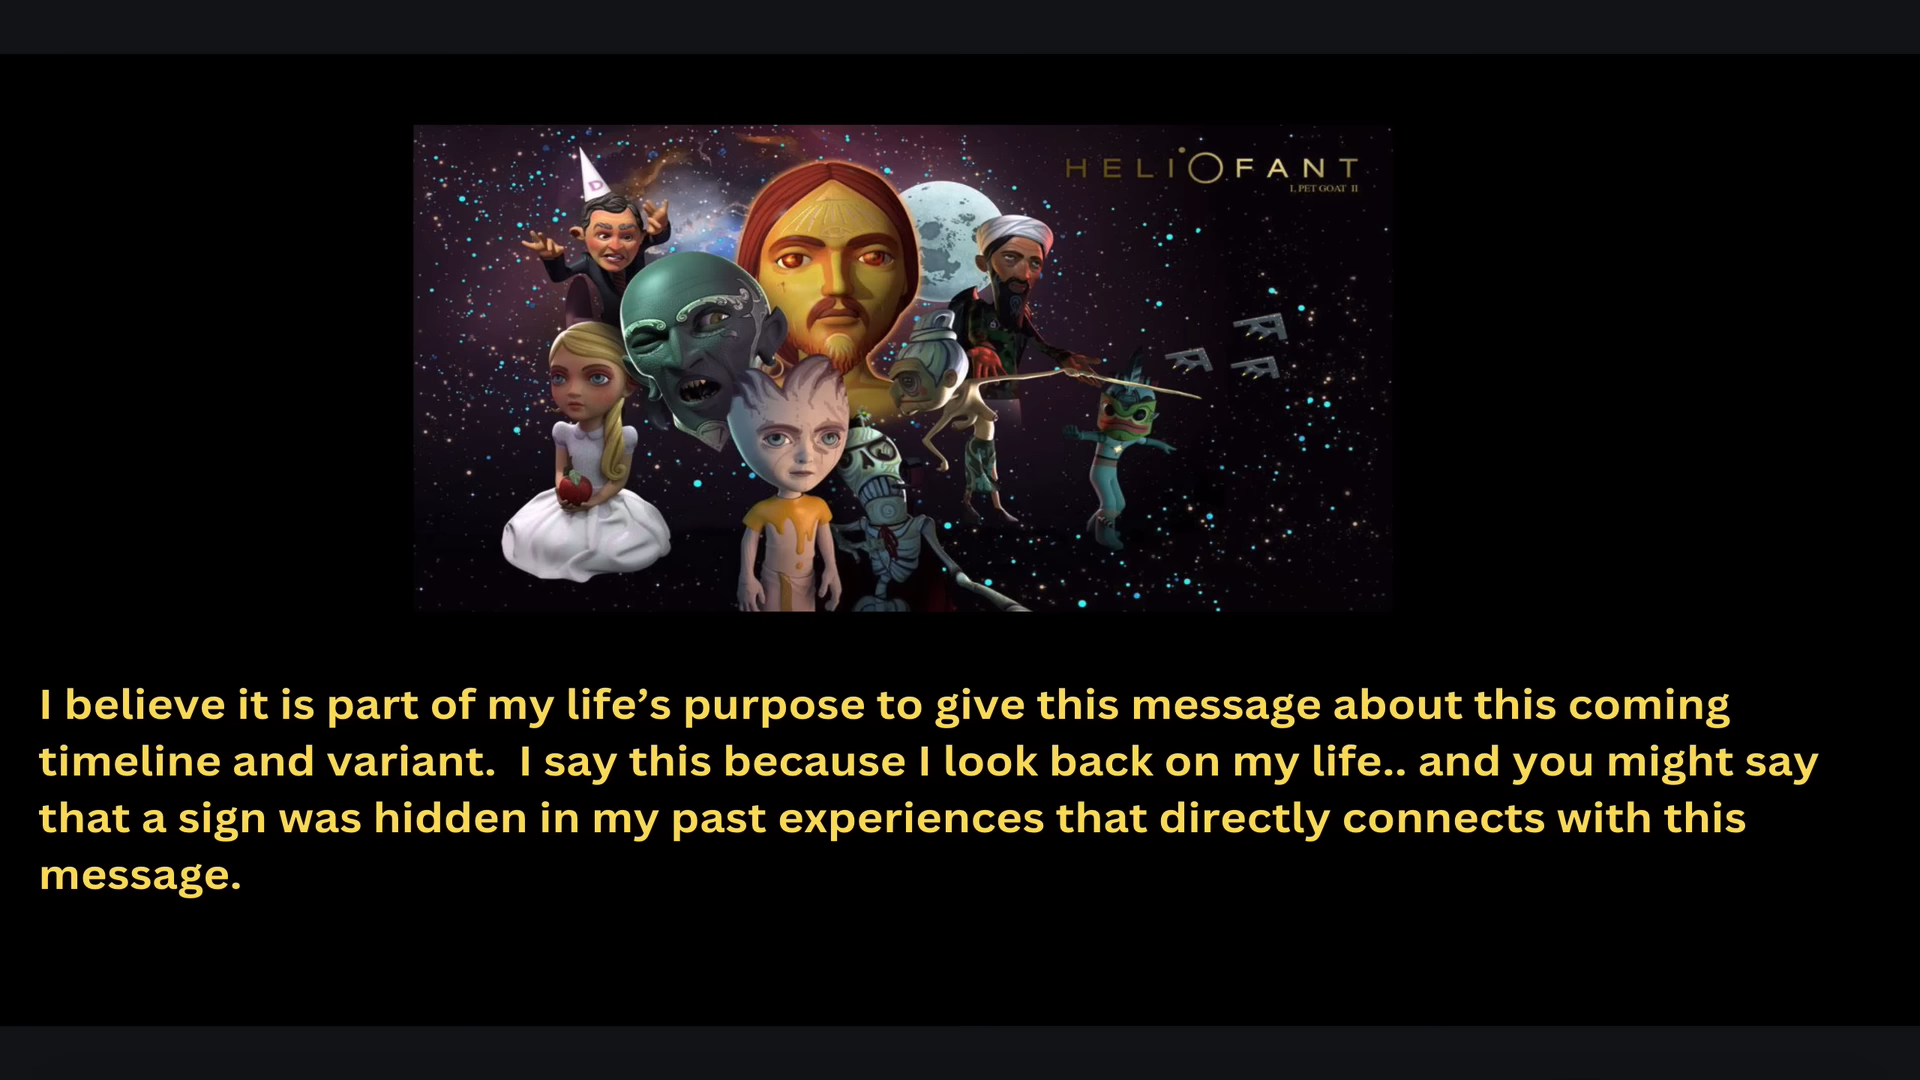 D
HELIOFANT
I, PET GOAT II
I believe it is part of my life’s purpose to give this message about this coming
timeline and variant.  I say this because I look back on my life.. and you might say
that a sign was hidden in my past experiences that directly connects with this
message.